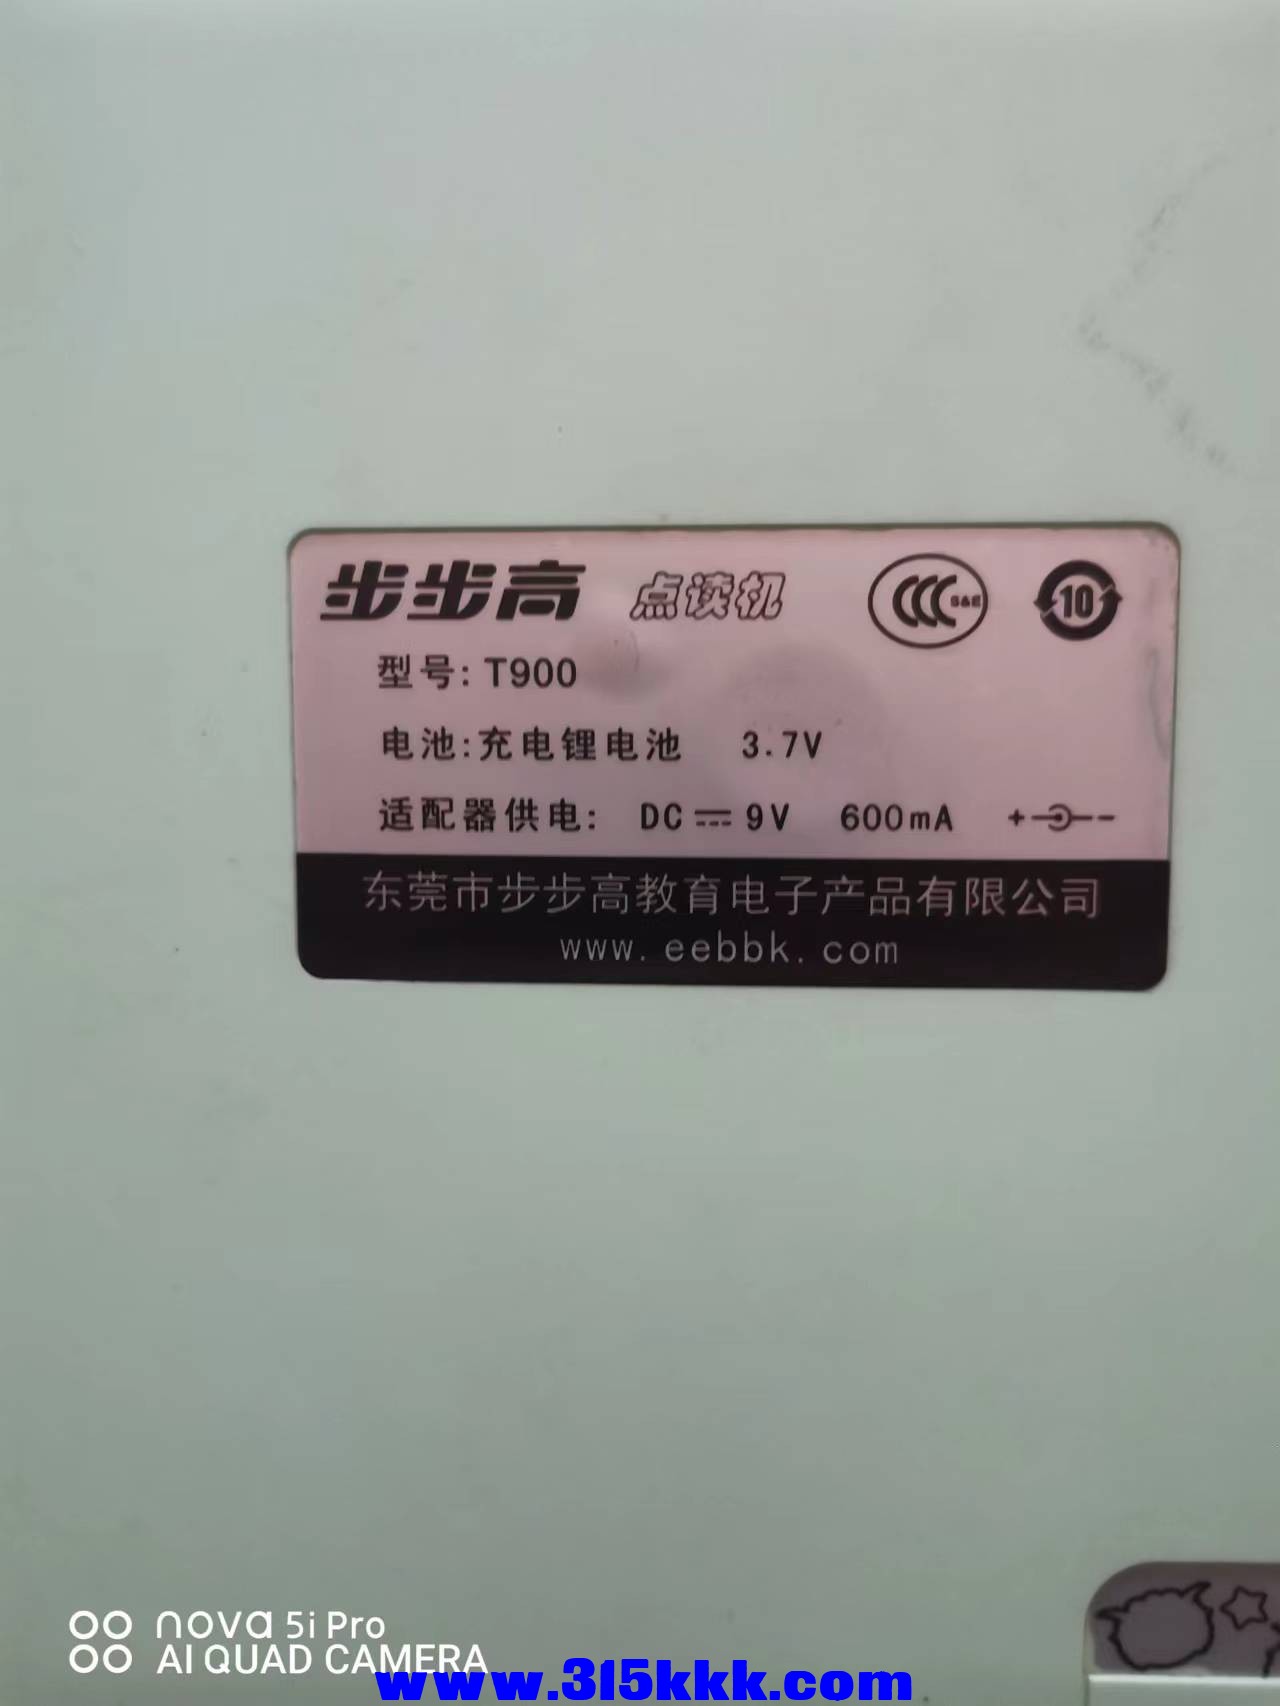 步步高 点读机 CCC S&E 10
型号: T900
电池:充电锂电池 3.7V
适配器供电: DC 9V 600mA + -
东莞市步步高教育电子产品有限公司
www.eebbk.com
nova 5i Pro
AI QUAD CAMERA
www.315kkk.com